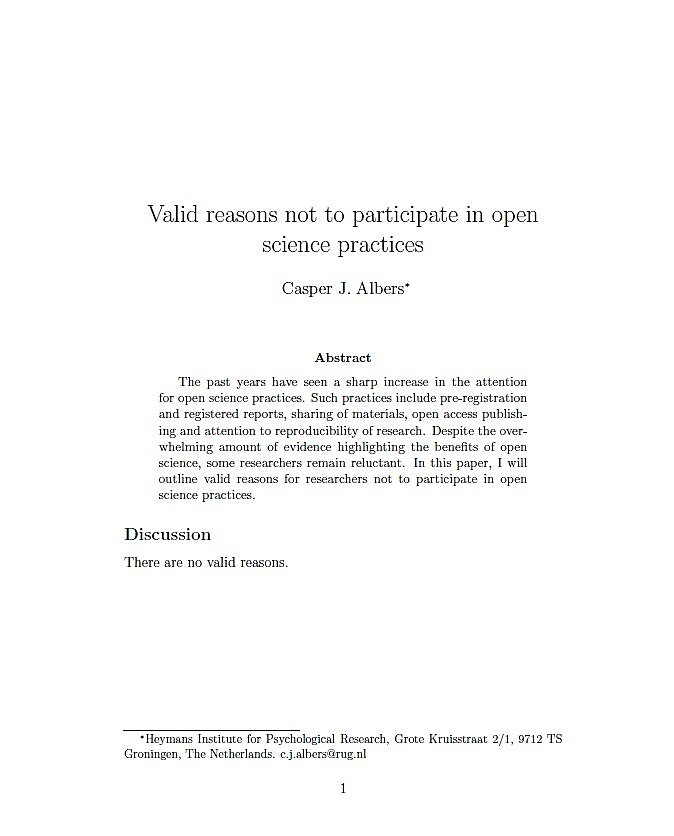 Valid reasons not to participate in open
science practices
Casper J. Albers*
Abstract
The past years have seen a sharp increase in the attention
for open science practices. Such practices include pre-registration
and registered reports, sharing of materials, open access publish-
ing and attention to reproducibility of research. Despite the over-
whelming amount of evidence highlighting the benefits of open
science, some researchers remain reluctant. In this paper, I will
outline valid reasons for researchers not to participate in open
science practices.
Discussion
There are no valid reasons.
*Heymans Institute for Psychological Research, Grote Kruisstraat 2/1, 9712 TS
Groningen, The Netherlands. c.j.albers@rug.nl
1